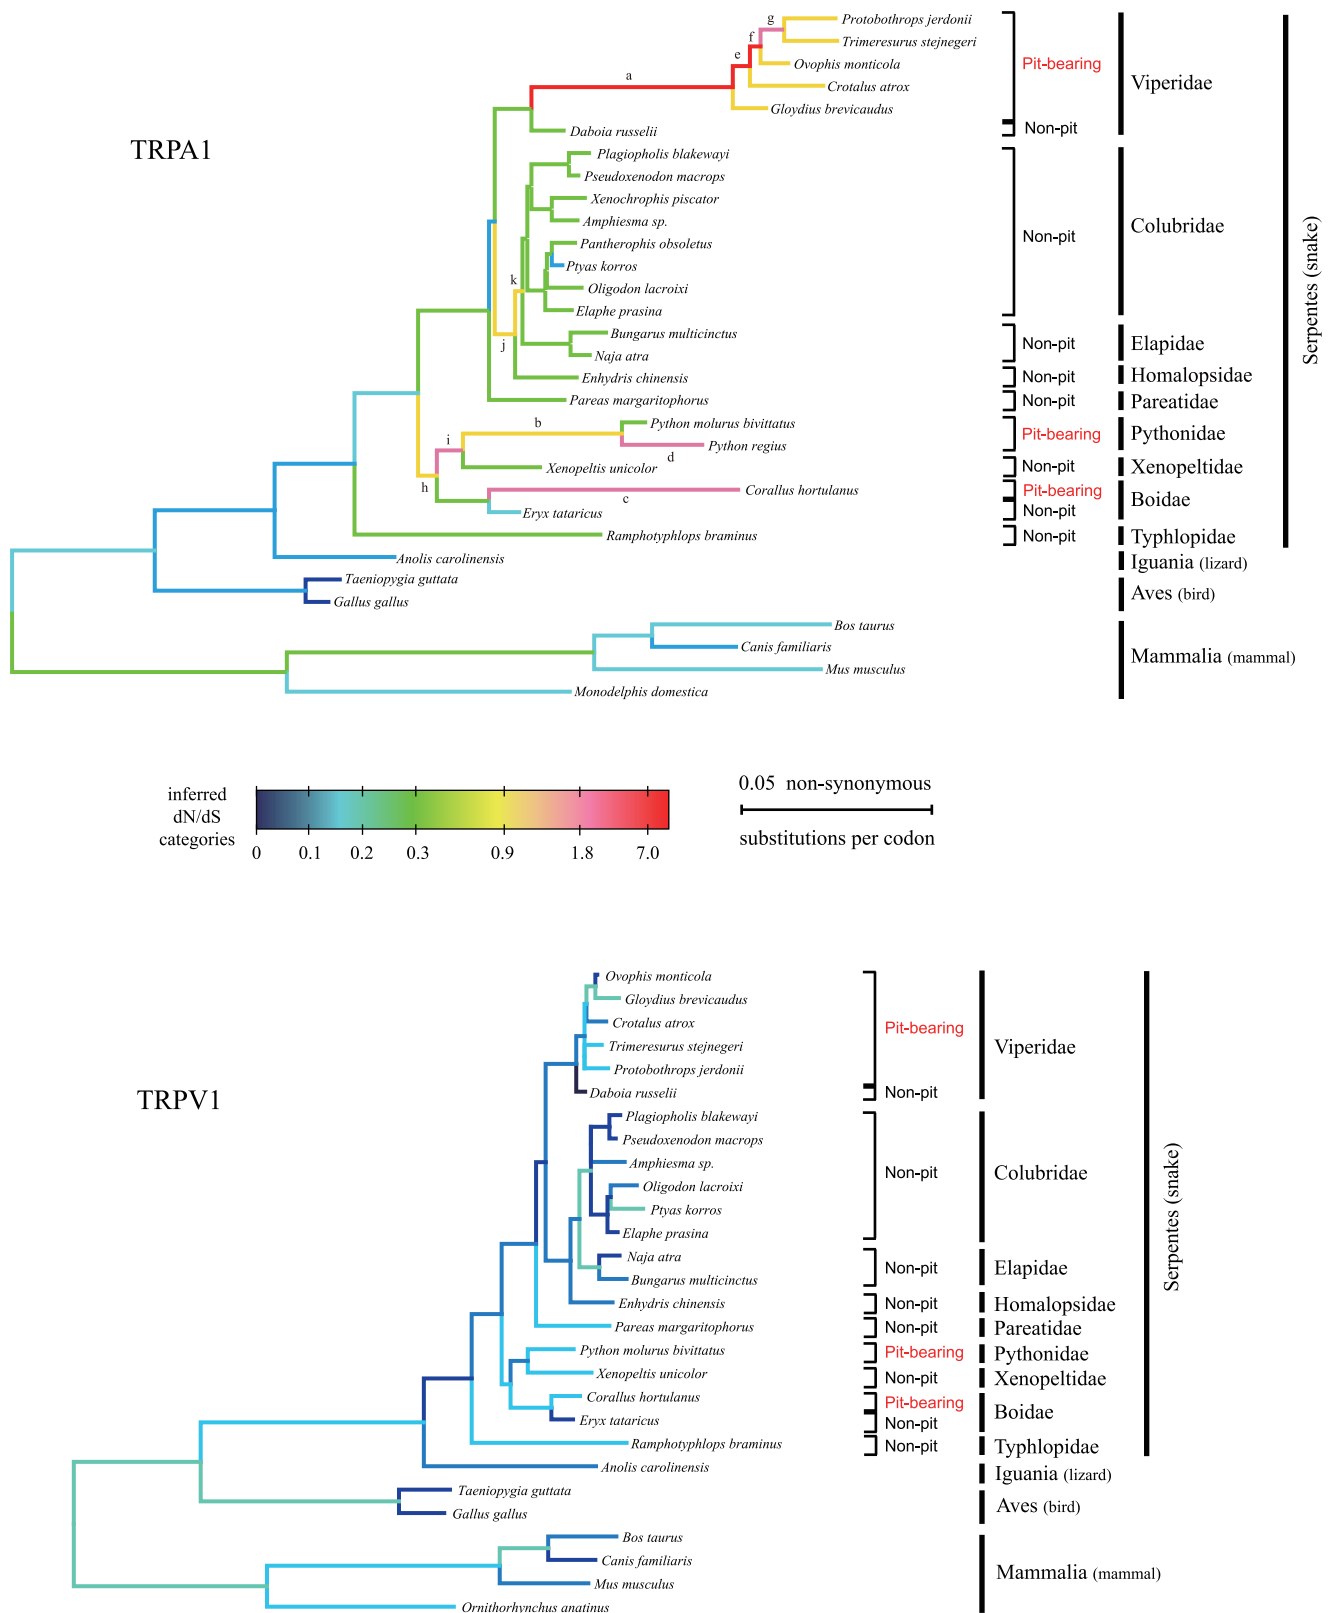 g
Protobothrops jerdonii
f
Trimeresurus stejnegeri
e
Ovophis monticola
Pit-bearing
a
Crotalus atrox
Viperidae
Gloydius brevicaudus
Daboia russelii
Non-pit
TRPA1
Plagiopholis blakewayi
Pseudoxenodon macrops
Xenochrophis piscator
Amphiesma sp.
Colubridae
Pantherophis obsoletus
Non-pit
Ptyas korros
k
Oligodon lacroixi
Elaphe prasina
Serpentes (snake)
Bungarus multicinctus
j
Non-pit
Elapidae
Naja atra
Enhydris chinensis
Non-pit
Homalopsidae
Pareas margaritophorus
Non-pit
Pareatidae
b
Python molurus bivittatus
i
Pit-bearing
Pythonidae
Python regius
d
Xenopeltis unicolor
Non-pit
Xenopeltidae
h
Corallus hortulanus
Pit-bearing
c
Boidae
Eryx tataricus
Non-pit
Ramphotyphlops braminus
Non-pit
Typhlopidae
Anolis carolinensis
Iguania (lizard)
Taeniopygia guttata
Aves (bird)
Gallus gallus
Bos taurus
Canis familiaris
Mammalia (mammal)
Mus musculus
Monodelphis domestica
inferred
dN/dS
categories
0 0.1 0.2 0.3 0.9 1.8 7.0
0.05 non-synonymous
substitutions per codon
Ovophis monticola
Gloydius brevicaudus
Crotalus atrox
Pit-bearing
Trimeresurus stejnegeri
Viperidae
Protobothrops jerdonii
Daboia russelii
Non-pit
TRPV1
Plagiopholis blakewayi
Pseudoxenodon macrops
Amphiesma sp.
Non-pit
Colubridae
Oligodon lacroixi
Ptyas korros
Elaphe prasina
Serpentes (snake)
Naja atra
Non-pit
Elapidae
Bungarus multicinctus
Enhydris chinensis
Non-pit
Homalopsidae
Pareas margaritophorus
Non-pit
Pareatidae
Python molurus bivittatus
Pit-bearing
Pythonidae
Xenopeltis unicolor
Non-pit
Xenopeltidae
Corallus hortulanus
Pit-bearing
Boidae
Eryx tataricus
Non-pit
Ramphotyphlops braminus
Non-pit
Typhlopidae
Anolis carolinensis
Iguania (lizard)
Taeniopygia guttata
Aves (bird)
Gallus gallus
Bos taurus
Canis familiaris
Mammalia (mammal)
Mus musculus
Ornithorhynchus anatinus